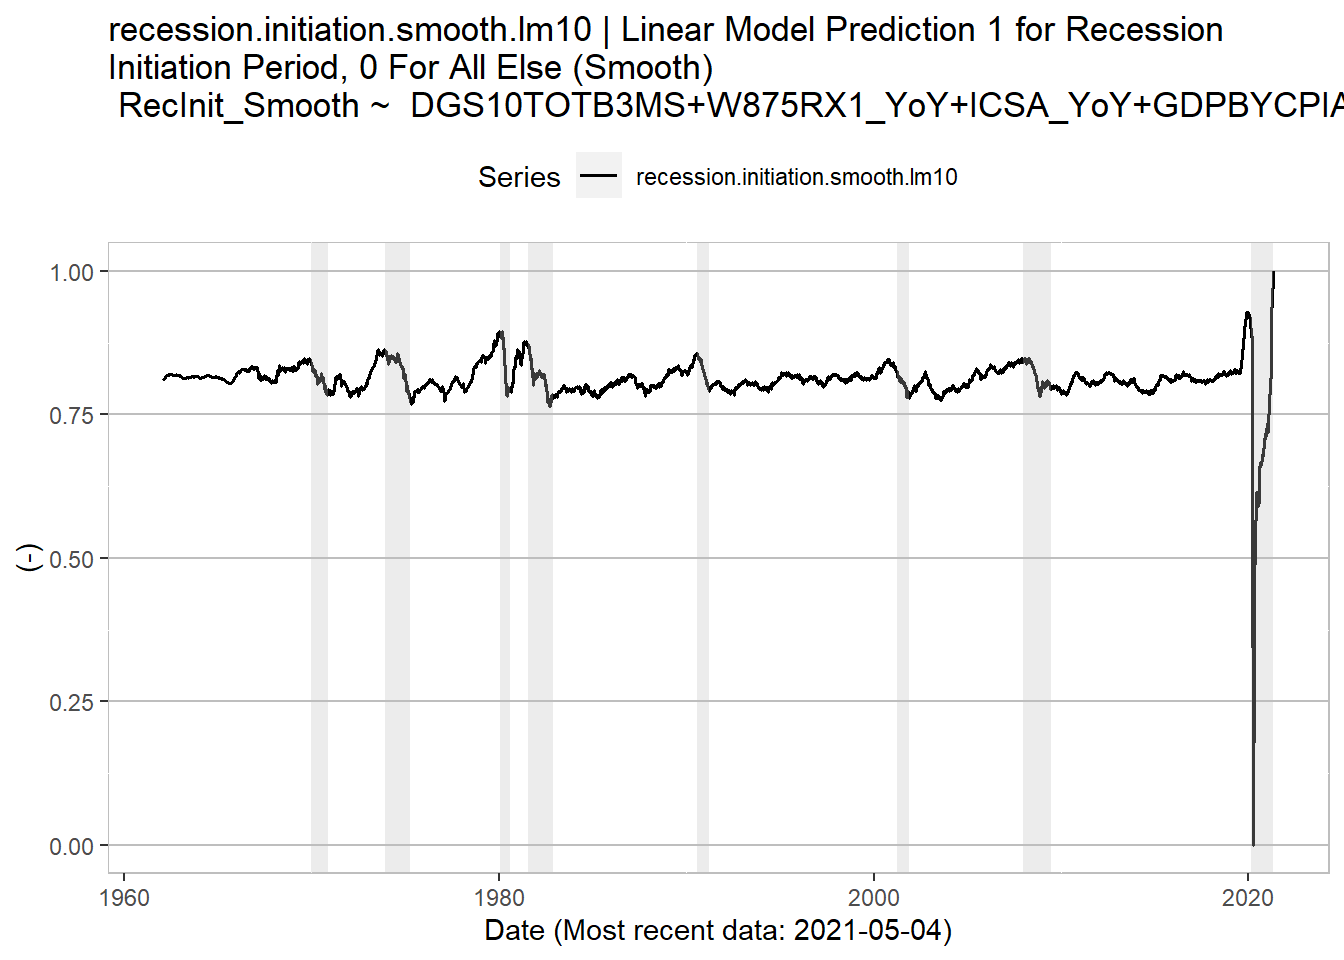 recession.initiation.smooth.lm10 | Linear Model Prediction 1 for Recession
Initiation Period, 0 For All Else (Smooth)
RecInit_Smooth ~ DGS10TOTB3MS+W875RX1_YoY+ICSA_YoY+GDPBYCPIA
Series
recession.initiation.smooth.lm10
1.00
0.75
0.50
0.25
0.00
(-)
1960
1980
2000
2020
Date (Most recent data: 2021-05-04)